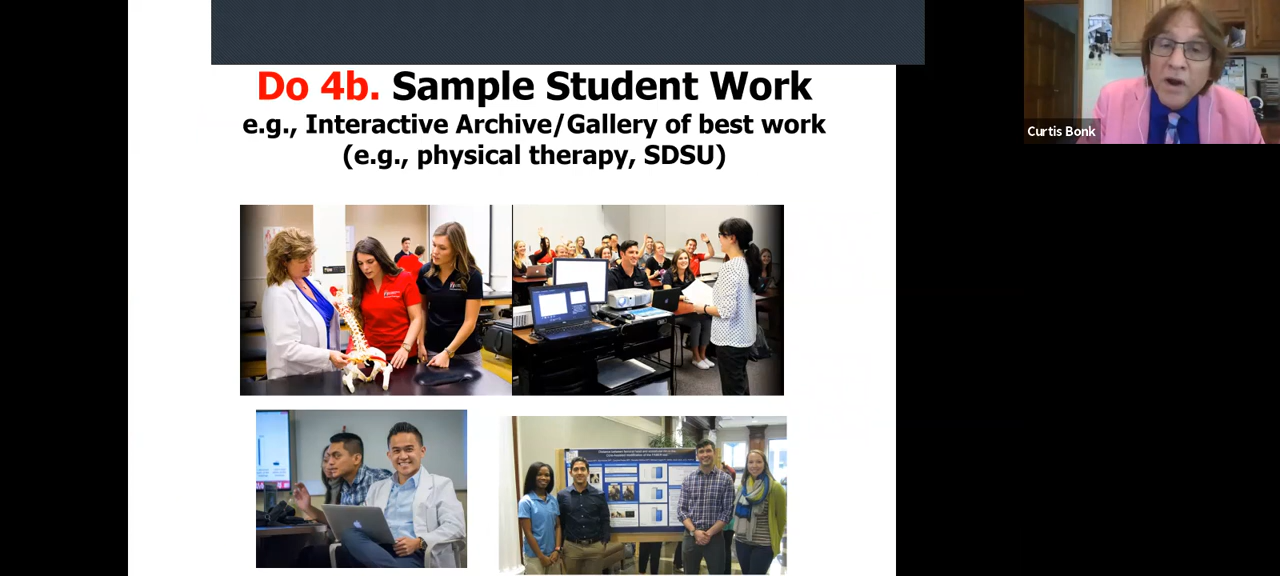 Do 4b. Sample Student Work
e.g., Interactive Archive/Gallery of best work
(e.g., physical therapy, SDSU)
Curtis Bonk